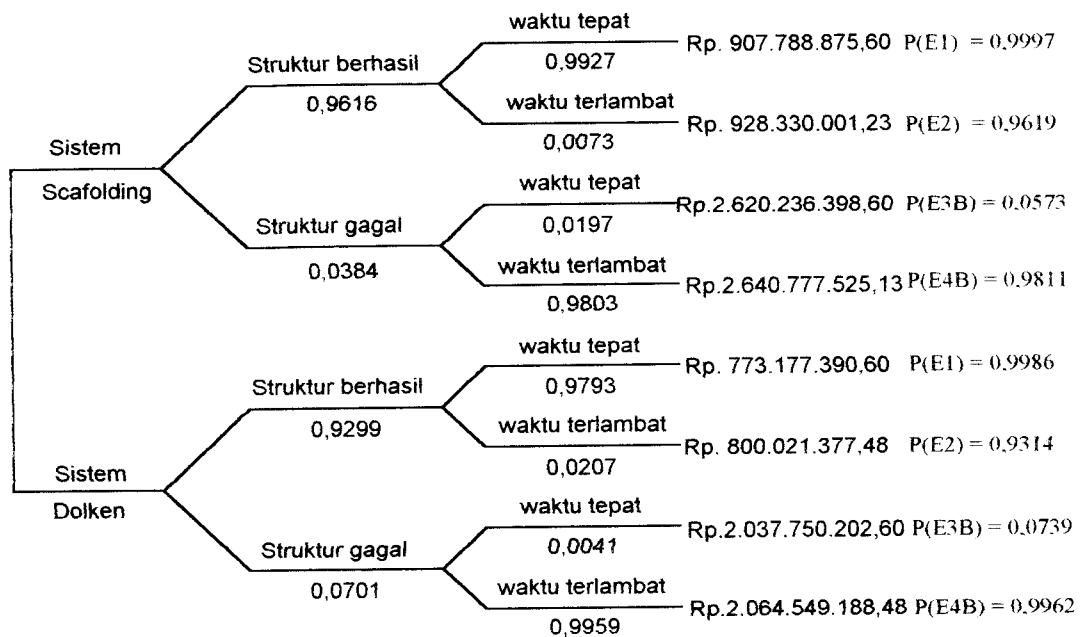 waktu tepat
0,9927
Rp. 907.788.875,60 P(E1) = 0,9997
Struktur berhasil
0,9616
waktu terlambat
0,0073
Rp. 928.330.001,23 P(E2) = 0,9619
Sistem
Scafolding
waktu tepat
0,0197
Rp.2.620.236.398,60 P(E3B) = 0,0573
Struktur gagal
0,0384
waktu terlambat
0,9803
Rp.2.640.777.525,13 P(E4B) = 0,9811
waktu tepat
0,9793
Rp. 773.177.390,60 P(E1) = 0,9986
Struktur berhasil
0,9299
waktu terlambat
0,0207
Rp. 800.021.377,48 P(E2) = 0,9314
Sistem
Dolken
waktu tepat
0,0041
Rp.2.037.750.202,60 P(E3B) = 0,0739
Struktur gagal
0,0701
waktu terlambat
0,9959
Rp.2.064.549.188,48 P(E4B) = 0,9962